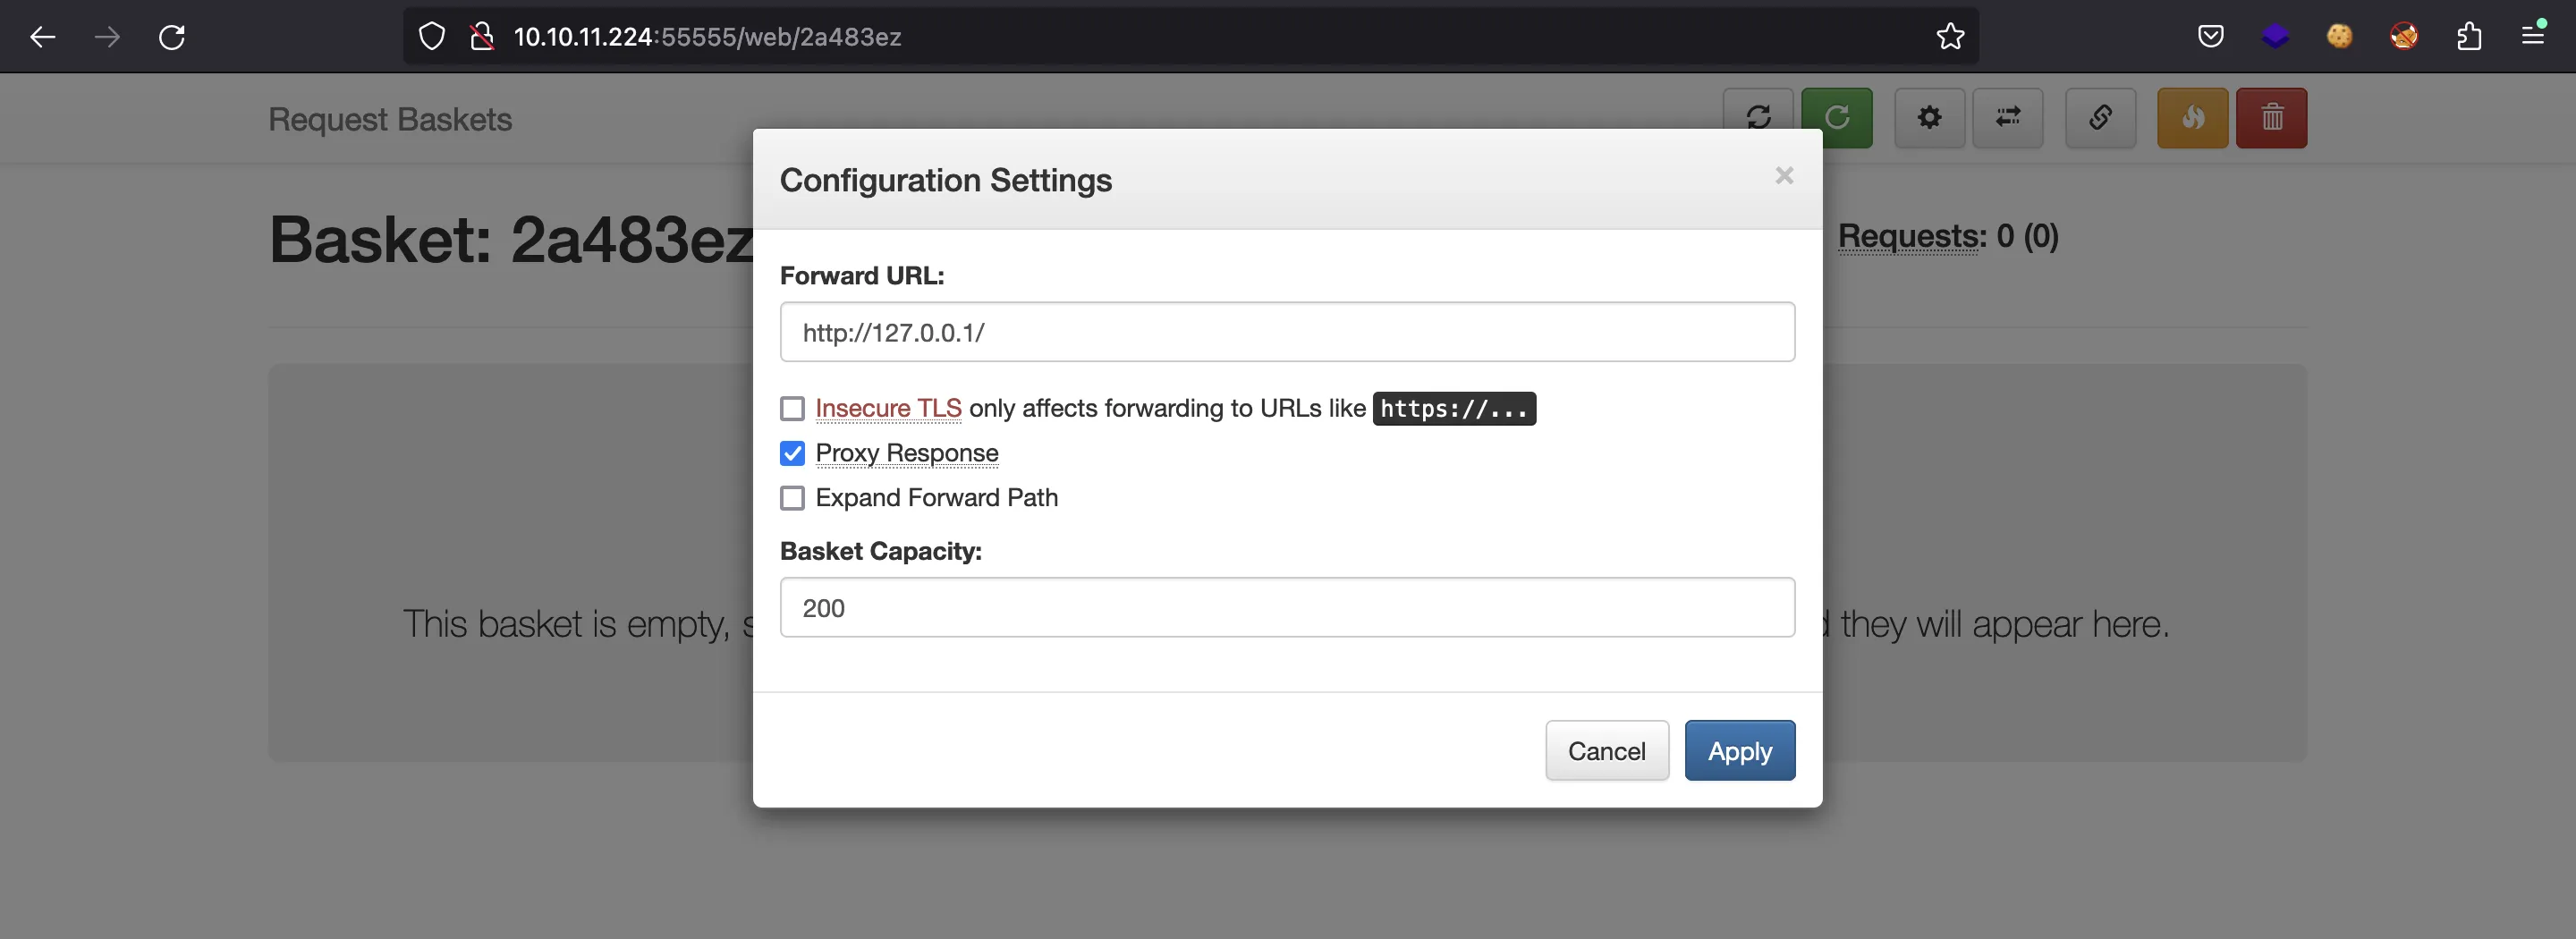 10.10.11.224:55555/web/2a483ez
Request Baskets
Configuration Settings
×
Basket: 2a483ez
Requests: 0 (0)
Forward URL:
http://127.0.0.1/
Insecure TLS only affects forwarding to URLs like https://...
Proxy Response
Expand Forward Path
Basket Capacity:
200
This basket is empty, they will appear here.
Cancel Apply